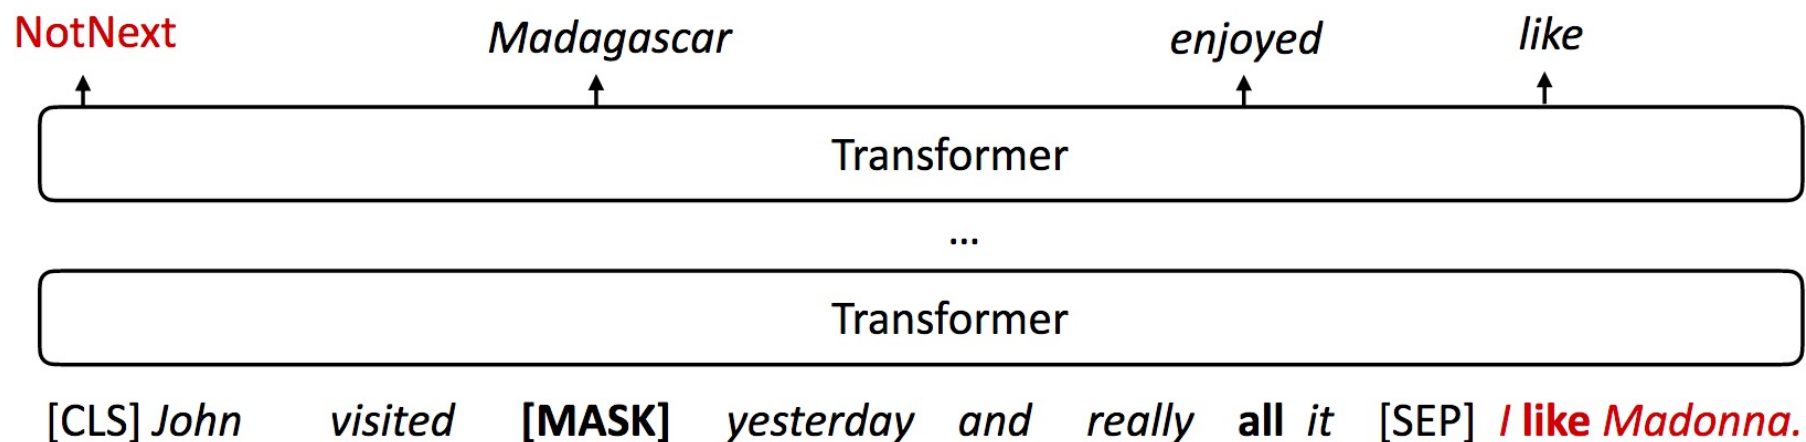 NotNext Madagascar enjoyed like
Transformer
...
Transformer
[CLS] John visited [MASK] yesterday and really all it [SEP] I like Madonna.